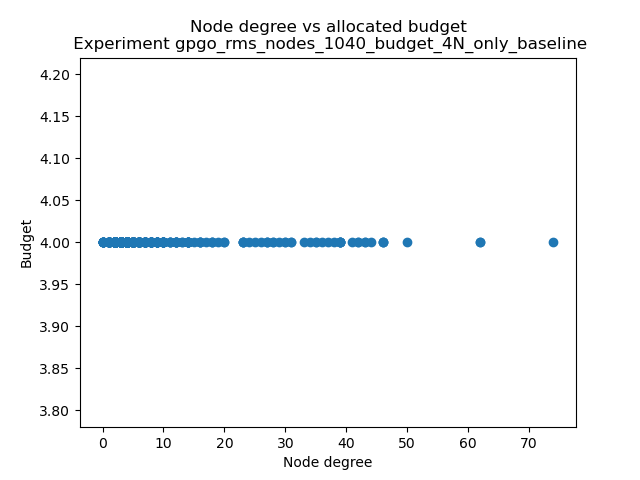 Node degree vs allocated budget
Experiment gpgo_rms_nodes_1040_budget_4N_only_baseline
4.20
4.15
4.10
4.05
4.00
3.95
3.90
3.85
3.80
Budget
0 10 20 30 40 50 60 70
Node degree